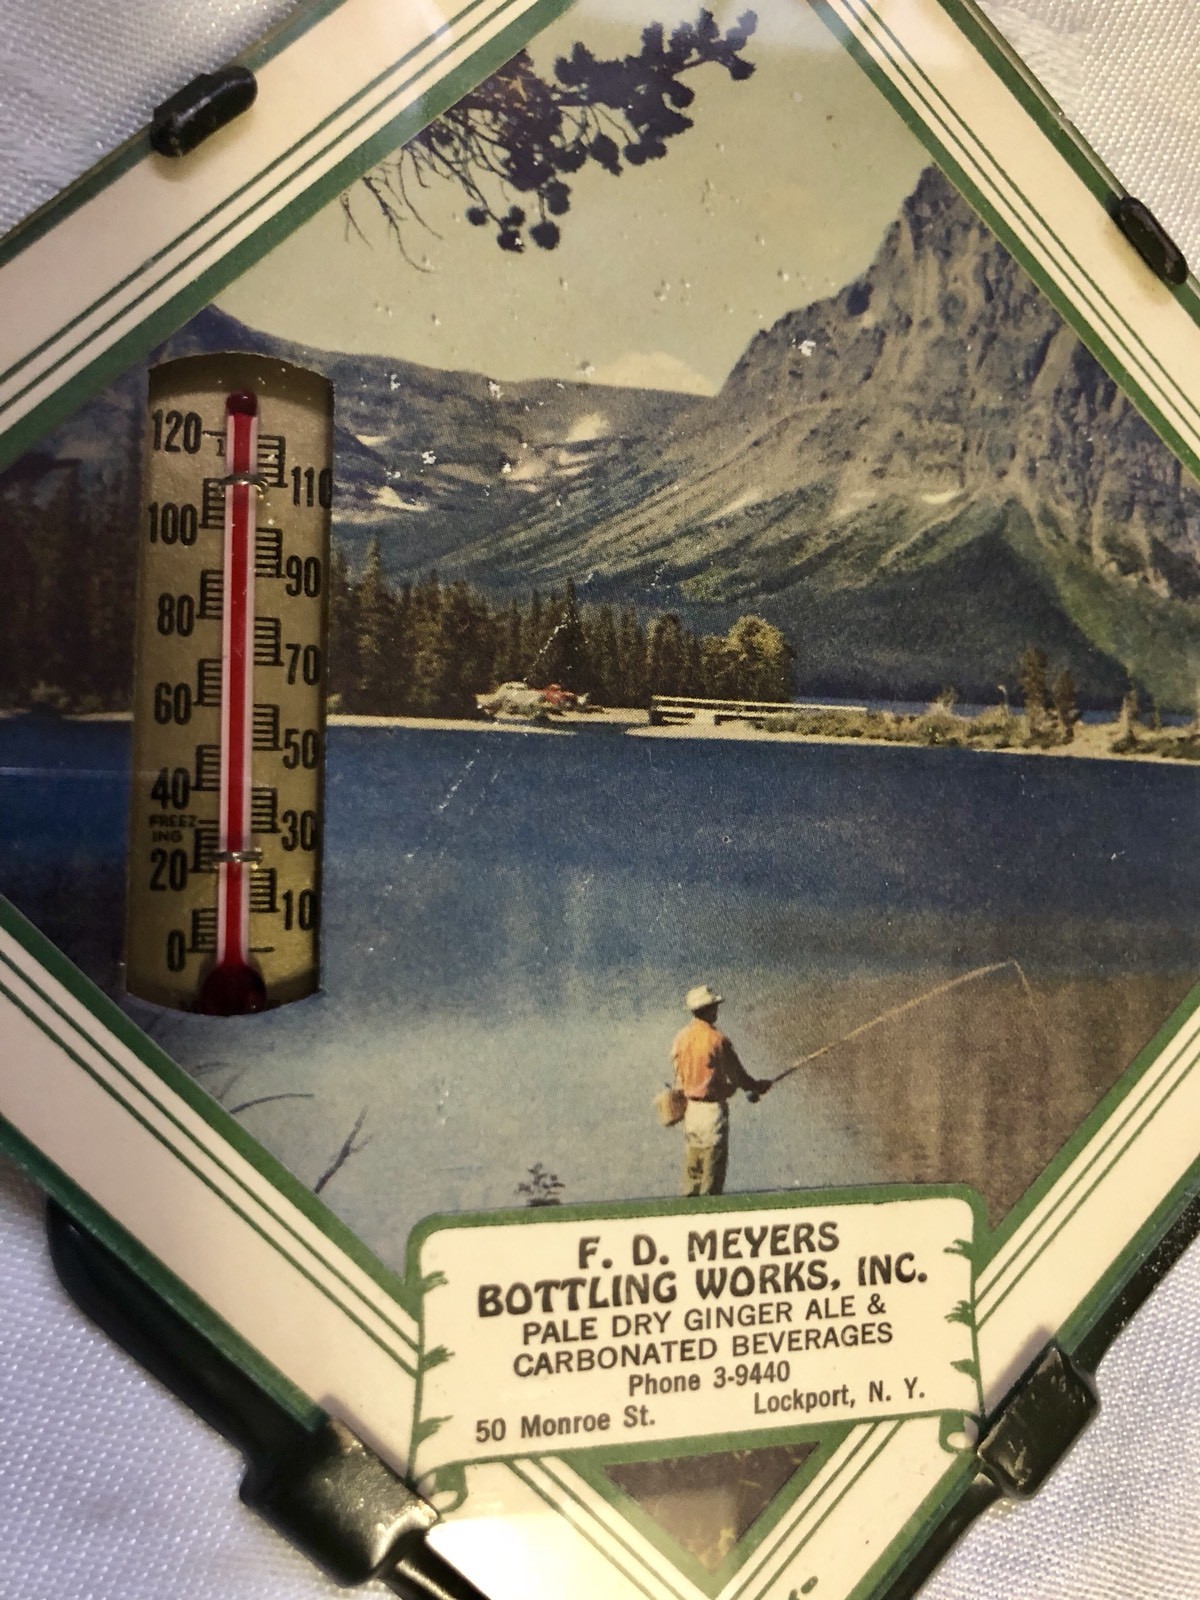 120
110
100
90
80
70
60
50
40
FREEZ
ING
30
20
10
0
F. D. MEYERS
BOTTLING WORKS, INC.
PALE DRY GINGER ALE &
CARBONATED BEVERAGES
Phone 3-9440
50 Monroe St. Lockport, N. Y.